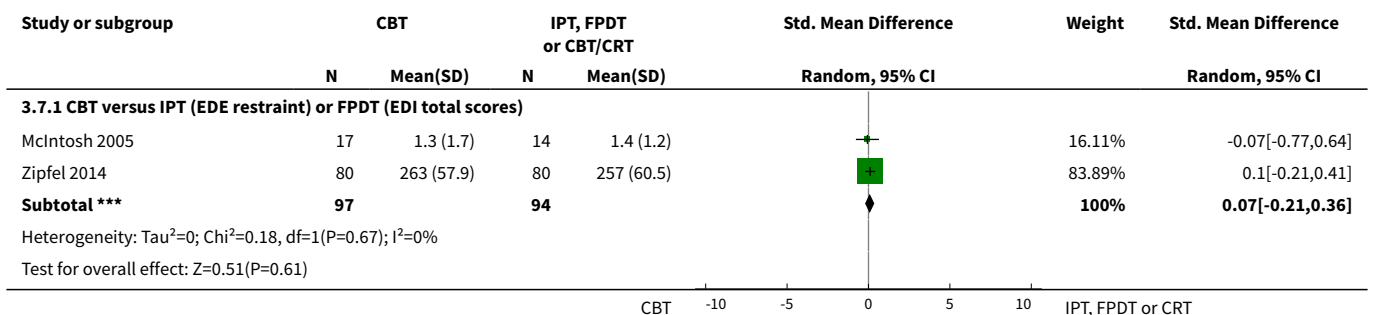 Study or subgroup CBT IPT, FPDT Std. Mean Difference Weight Std. Mean Difference
or CBT/CRT
N Mean(SD) N Mean(SD) Random, 95% CI Random, 95% CI
3.7.1 CBT versus IPT (EDE restraint) or FPDT (EDI total scores)
McIntosh 2005 17 1.3 (1.7) 14 1.4 (1.2) 16.11% -0.07[-0.77,0.64]
Zipfel 2014 80 263 (57.9) 80 257 (60.5) 83.89% 0.1[-0.21,0.41]
Subtotal *** 97 94 100% 0.07[-0.21,0.36]
Heterogeneity: Tau²=0; Chi²=0.18, df=1(P=0.67); I²=0%
Test for overall effect: Z=0.51(P=0.61)
CBT -10 -5 0 5 10 IPT, FPDT or CRT